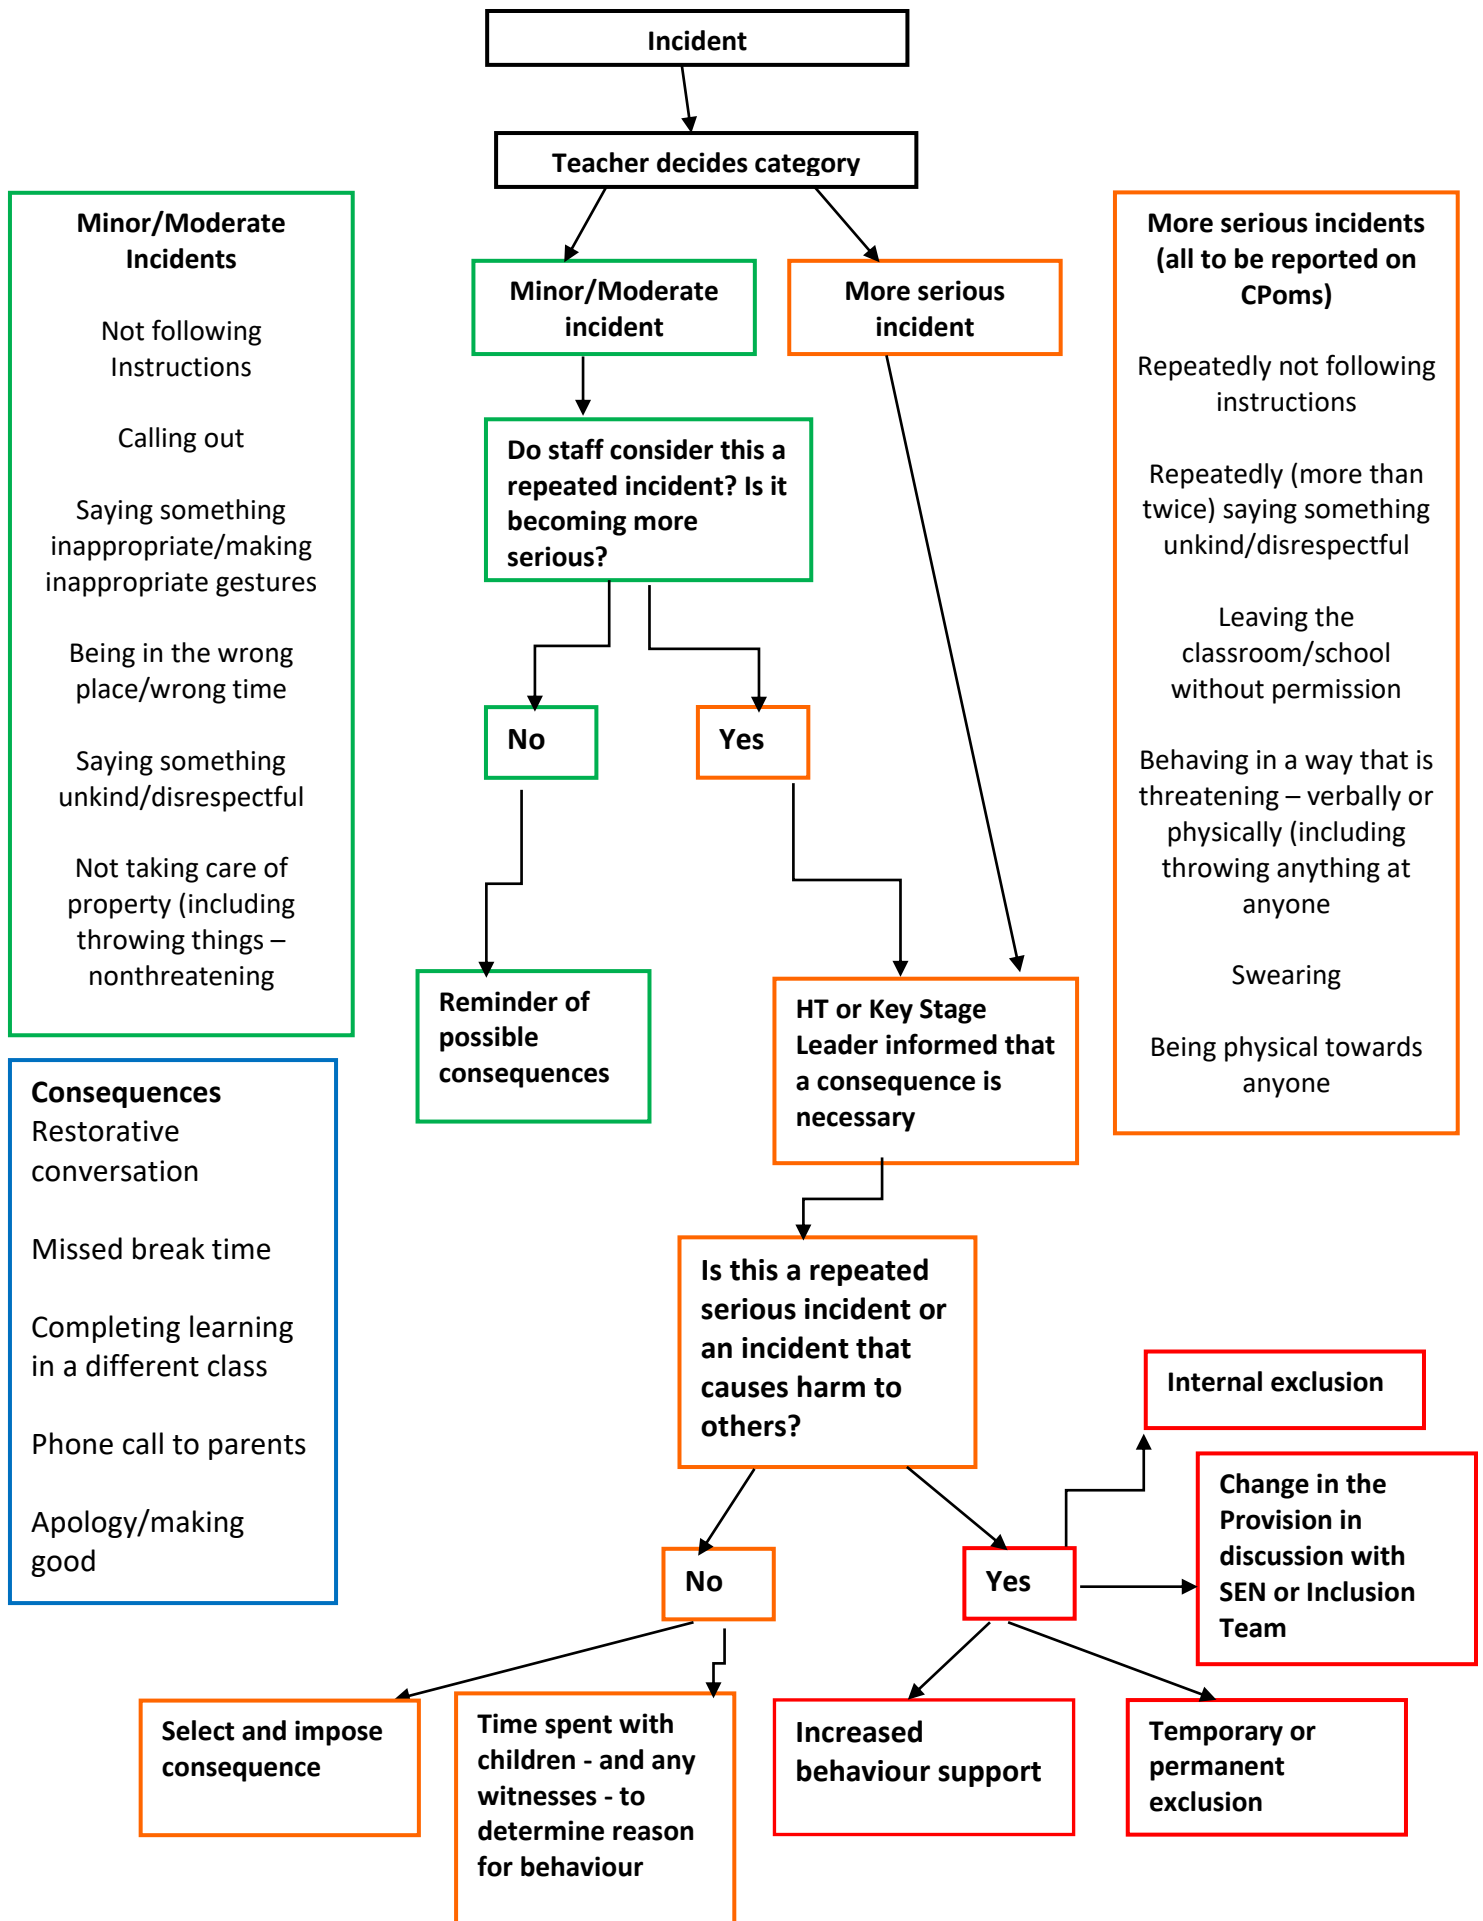 Incident
Teacher decides category
Minor/Moderate
Incidents
Not following
Instructions
Calling out
Saying something
inappropriate/making
inappropriate gestures
Being in the wrong
place/wrong time
Saying something
unkind/disrespectful
Not taking care of
property (including
throwing things –
nonthreatening
Minor/Moderate
incident
More serious
incident
More serious incidents
(all to be reported on
CPoms)
Repeatedly not following
instructions
Repeatedly (more than
twice) saying something
unkind/disrespectful
Leaving the
classroom/school
without permission
Behaving in a way that is
threatening – verbally or
physically (including
throwing anything at
anyone
Swearing
Being physical towards
anyone
Do staff consider this a
repeated incident? Is it
becoming more
serious?
No
Yes
Reminder of
possible
consequences
HT or Key Stage
Leader informed that
a consequence is
necessary
Consequences
Restorative
conversation
Missed break time
Completing learning
in a different class
Phone call to parents
Apology/making
good
Is this a repeated
serious incident or
an incident that
causes harm to
others?
Internal exclusion
Change in the
Provision in
discussion with
SEN or Inclusion
Team
No
Yes
Select and impose
consequence
Time spent with
children - and any
witnesses - to
determine reason
for behaviour
Increased
behaviour support
Temporary or
permanent
exclusion